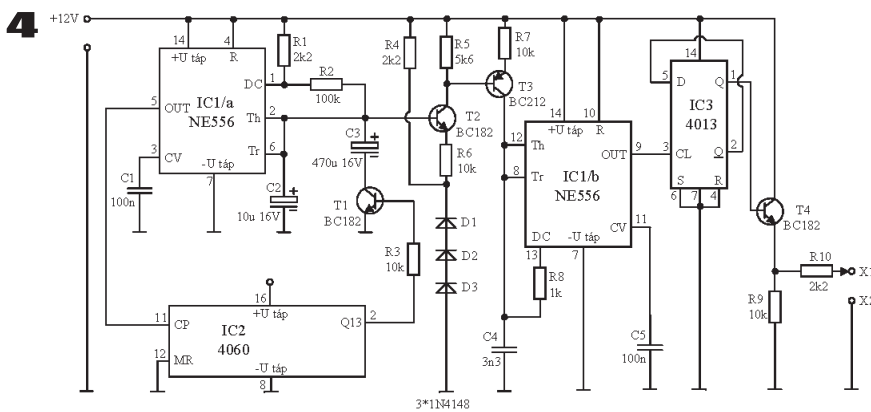 4
+12V
14
+U táp
4
R
R1
2k2
DC
1
R2
100k
5
OUT
IC1/a
NE556
Th
2
3
CV
Tr
6
-U táp
7
C1
100n
C2
10u 16V
C3
470u 16V
T1
BC182
R3
10k
R4
2k2
R5
5k6
T2
BC182
R6
10k
D1
D2
D3
3*1N4148
11
CP
16
+U táp
IC2
4060
Q13
2
12
MR
-U táp
8
R7
10k
T3
BC212
12
Th
8
Tr
14
+U táp
10
R
IC1/b
NE556
OUT
9
CV
11
DC
13
-U táp
7
R8
1k
C4
3n3
C5
100n
14
5
D
Q
1
IC3
4013
3
CL
Q
2
S
R
6
7
4
T4
BC182
R10
2k2
R9
10k
X1
X2